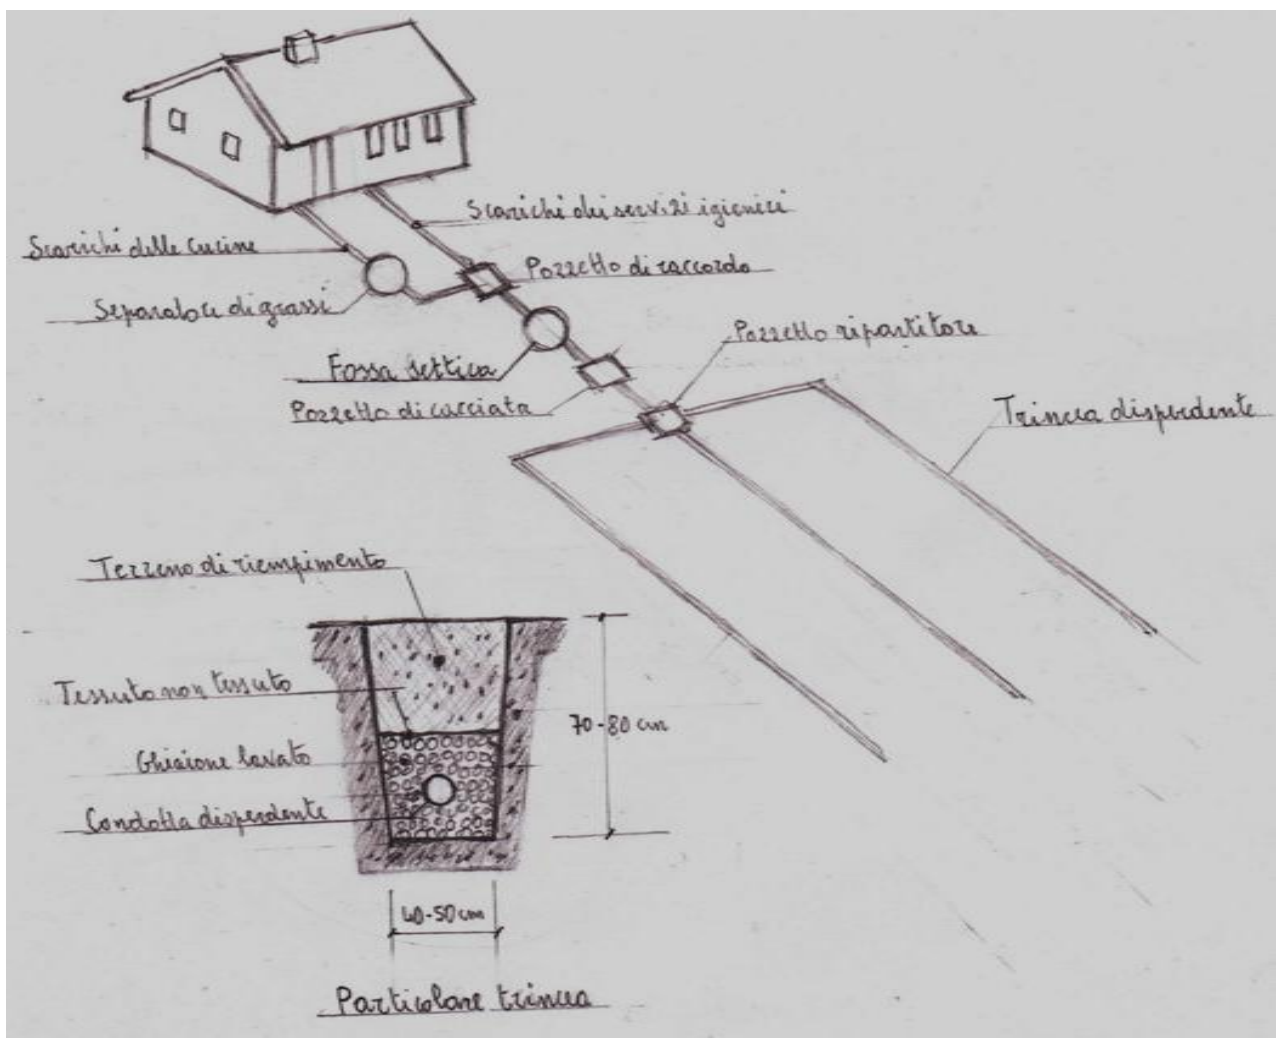 Scarichi dei servizi igienici
Scarichi delle cucine
Pozzetto di raccordo
Separatore di grassi
Pozzetto ripartitore
Fossa settica
Pozzetto di cacciata
Trincea disperdente
Terreno di riempimento
Tessuto non tessuto
70-80 cm
Ghiaione lavato
Condotta disperdente
40-50 cm
Particolare trincea